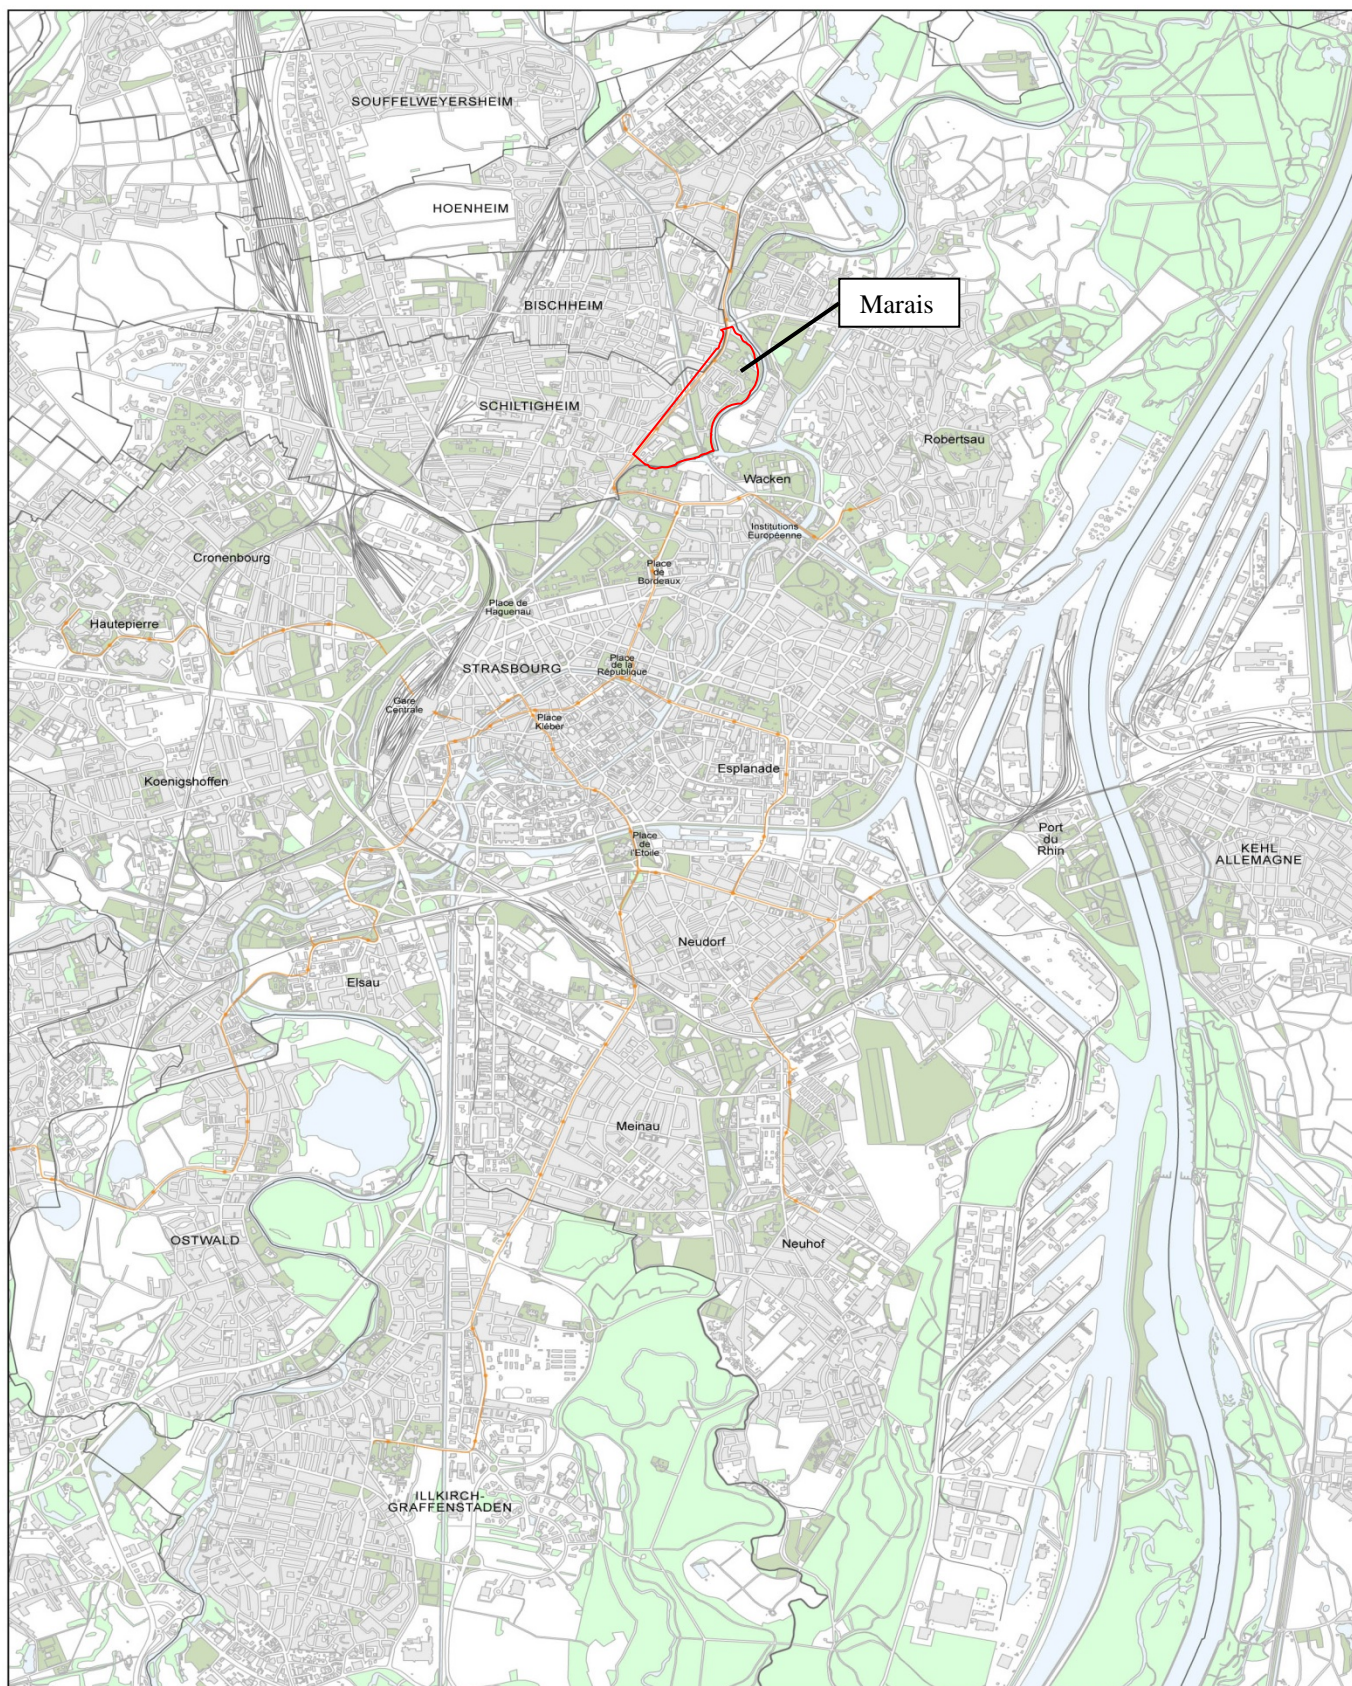 SOUFFELWEYERSHEIM
HOENHEIM
BISCHHEIM
Marais
SCHILTIGHEIM
Robertsau
Wacken
Institutions
Européenne
Cronenbourg
Place
de
Bordeaux
Place de
Haguenau
Hautepierre
STRASBOURG
Place
de la
République
Gare
Centrale
Place
Kléber
Koenigshoffen
Esplanade
Place
de
l'Etoile
Port
du
Rhin
KEHL
ALLEMAGNE
Neudorf
Elsau
Meinau
OSTWALD
Neuhof
ILLKIRCH-
GRAFFENSTADEN